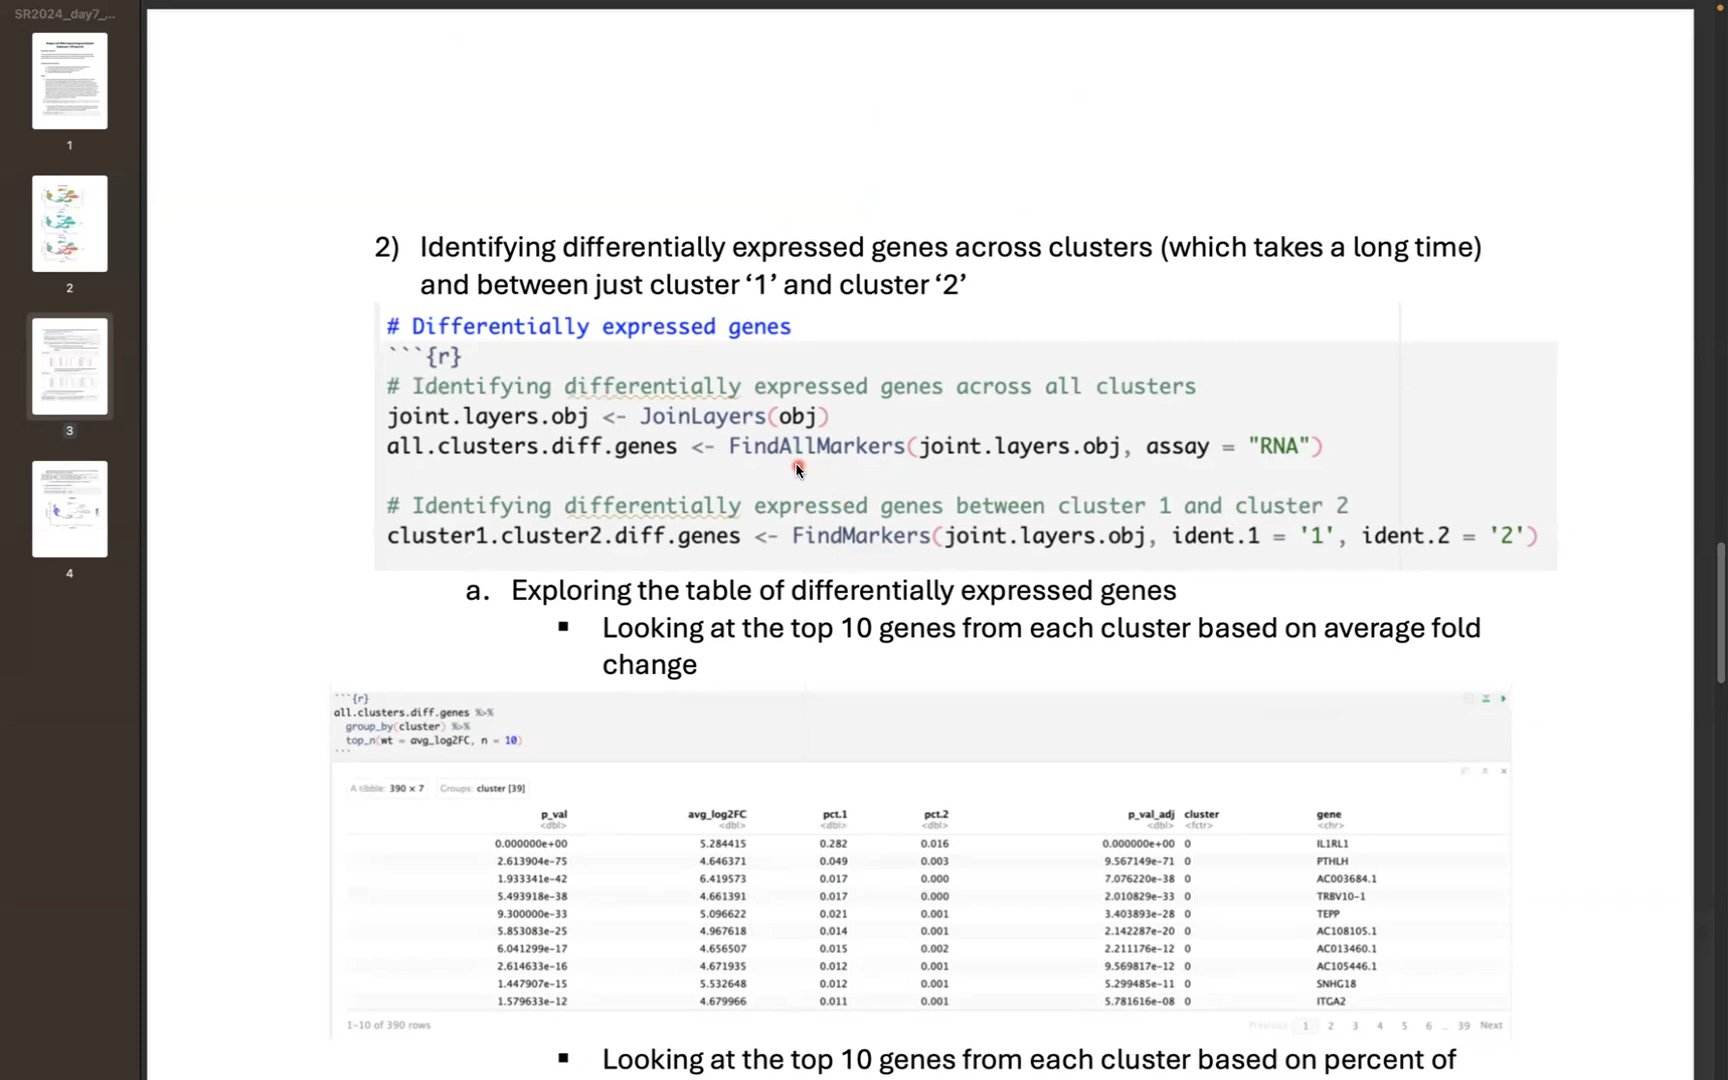 SR2024_day7_...
1
2
3
4
2) Identifying differentially expressed genes across clusters (which takes a long time)
and between just cluster ‘1’ and cluster ‘2’
# Differentially expressed genes
```{r}
# Identifying differentially expressed genes across all clusters
joint.layers.obj <- JoinLayers(obj)
all.clusters.diff.genes <- FindAllMarkers(joint.layers.obj, assay = "RNA")
# Identifying differentially expressed genes between cluster 1 and cluster 2
cluster1.cluster2.diff.genes <- FindMarkers(joint.layers.obj, ident.1 = '1', ident.2 = '2')
a. Exploring the table of differentially expressed genes
▪ Looking at the top 10 genes from each cluster based on average fold
change
```{r}
all.clusters.diff.genes %>%
group_by(cluster) %>%
top_n(wt = avg_log2FC, n = 10)
```
A tibble: 390 × 7 Groups: cluster [39]
p_val avg_log2FC pct.1 pct.2 p_val_adj cluster gene
<dbl> <dbl> <dbl> <dbl> <dbl> <fctr> <chr>
0.000000e+00 5.284415 0.282 0.016 0.000000e+00 0 IL1RL1
2.613904e-75 4.646371 0.049 0.003 9.567149e-71 0 PTHLH
1.933341e-42 6.419573 0.017 0.000 7.076220e-38 0 AC003684.1
5.493918e-38 4.661391 0.017 0.000 2.010829e-33 0 TRBV10-1
9.300000e-33 5.096622 0.021 0.001 3.403893e-28 0 TEPP
5.853083e-25 4.967618 0.014 0.001 2.142287e-20 0 AC108105.1
6.041299e-17 4.656507 0.015 0.002 2.211176e-12 0 AC013460.1
2.614633e-16 4.671935 0.012 0.001 9.569817e-12 0 AC105446.1
1.447907e-15 5.532648 0.012 0.001 5.299485e-11 0 SNHG18
1.579633e-12 4.679966 0.011 0.001 5.781616e-08 0 ITGA2
1-10 of 390 rows Previous 1 2 3 4 5 6 ... 39 Next
▪ Looking at the top 10 genes from each cluster based on percent of